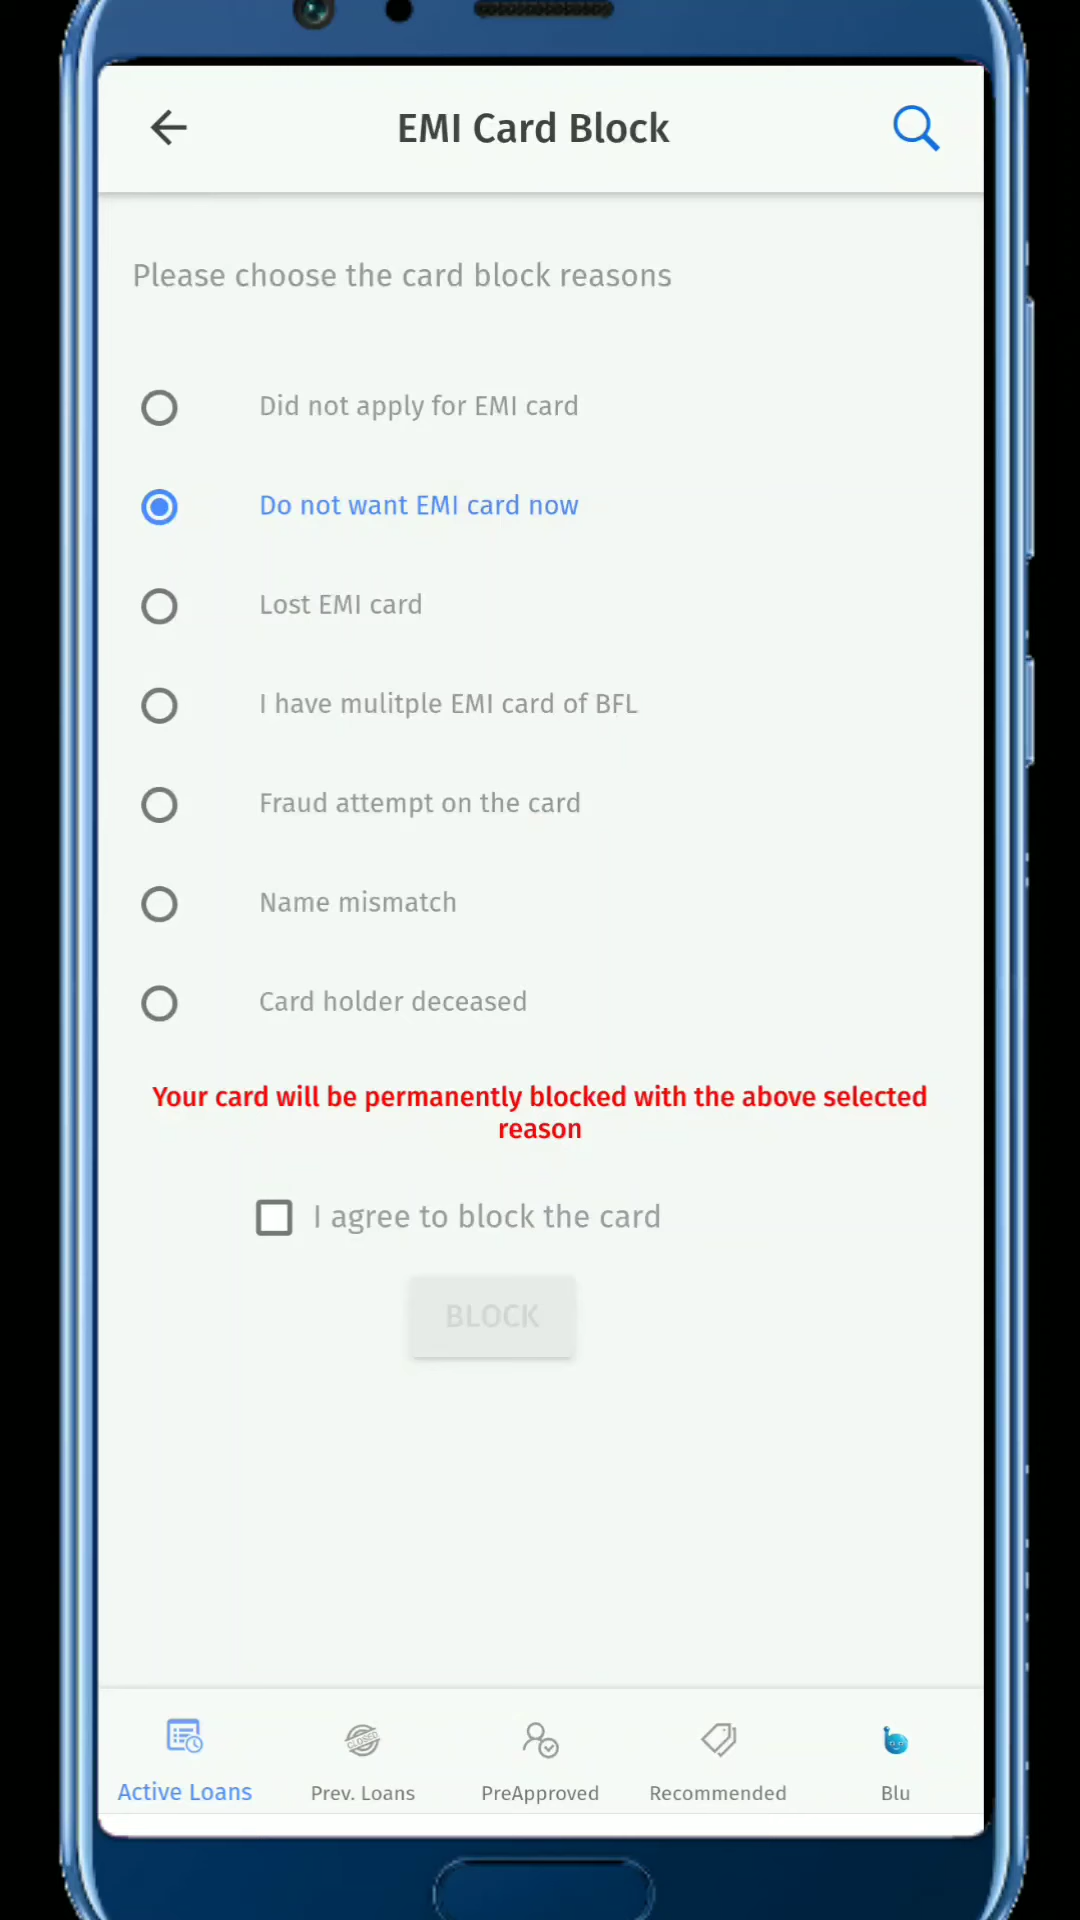 EMI Card Block
Please choose the card block reasons
Did not apply for EMI card
Do not want EMI card now
Lost EMI card
I have mulitple EMI card of BFL
Fraud attempt on the card
Name mismatch
Card holder deceased
Your card will be permanently blocked with the above selected
reason
I agree to block the card
BLOCK
CLOSED
Active Loans
Prev. Loans
PreApproved
Recommended
Blu